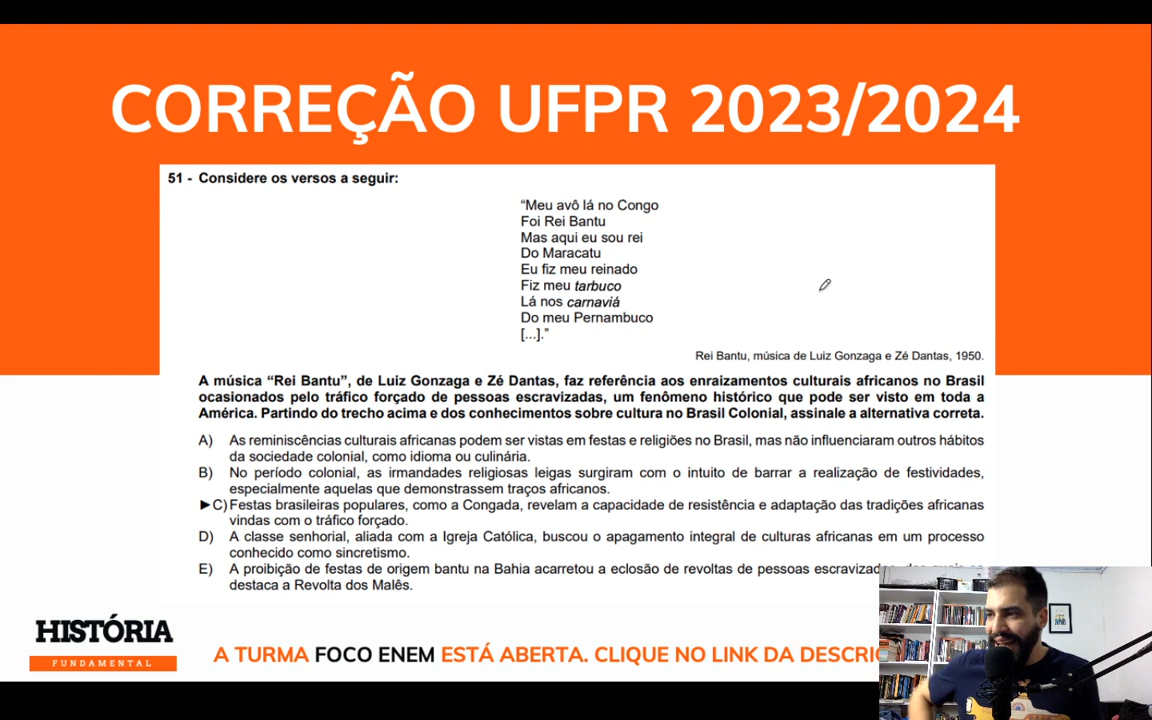 CORREÇÃO UFPR 2023/2024
51 - Considere os versos a seguir:
“Meu avô lá no Congo
Foi Rei Bantu
Mas aqui eu sou rei
Do Maracatu
Eu fiz meu reinado
Fiz meu tarbuco
Lá nos carnaviá
Do meu Pernambuco
[...].”
Rei Bantu, música de Luiz Gonzaga e Zé Dantas, 1950.
A música “Rei Bantu”, de Luiz Gonzaga e Zé Dantas, faz referência aos enraizamentos culturais africanos no Brasil
ocasionados pelo tráfico forçado de pessoas escravizadas, um fenômeno histórico que pode ser visto em toda a
América. Partindo do trecho acima e dos conhecimentos sobre cultura no Brasil Colonial, assinale a alternativa correta.
A) As reminiscências culturais africanas podem ser vistas em festas e religiões no Brasil, mas não influenciaram outros hábitos
da sociedade colonial, como idioma ou culinária.
B) No período colonial, as irmandades religiosas leigas surgiram com o intuito de barrar a realização de festividades,
especialmente aquelas que demonstrassem traços africanos.
►C) Festas brasileiras populares, como a Congada, revelam a capacidade de resistência e adaptação das tradições africanas
vindas com o tráfico forçado.
D) A classe senhorial, aliada com a Igreja Católica, buscou o apagamento integral de culturas africanas em um processo
conhecido como sincretismo.
E) A proibição de festas de origem bantu na Bahia acarretou a eclosão de revoltas de pessoas
destaca a Revolta dos Malês.
HISTÓRIA
FUNDAMENTAL
A TURMA FOCO ENEM ESTÁ ABERTA. CLIQUE NO LINK DA